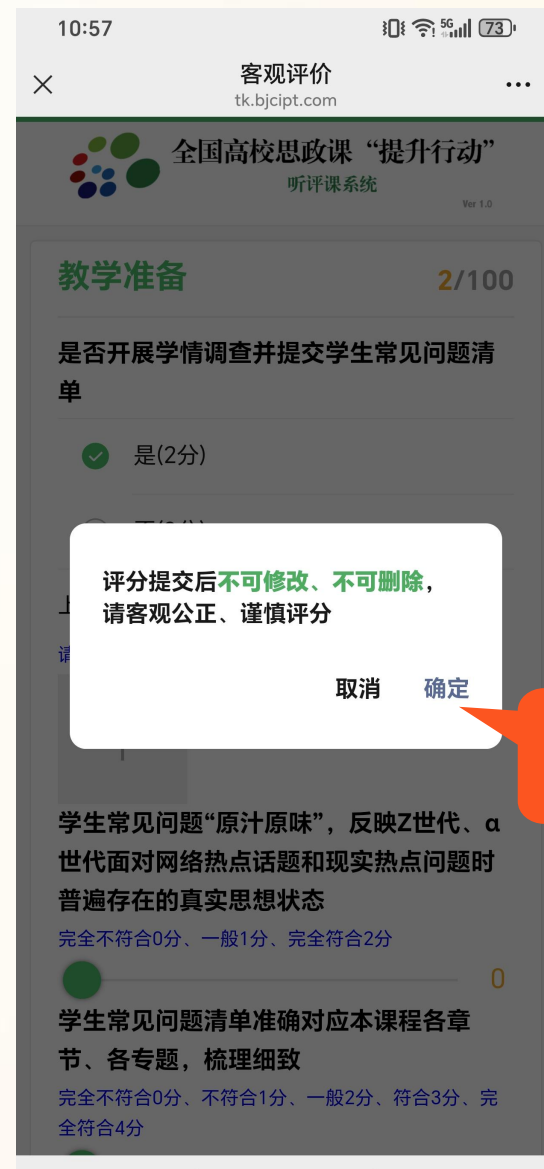 10:57
5G
73
客观评价
tk.bjcipt.com
全国高校思政课“提升行动”
听评课系统
Ver 1.0
教学准备
2/100
是否开展学情调查并提交学生常见问题清
单
是(2分)
评分提交后不可修改、不可删除，
请客观公正、谨慎评分
上
请
取消
确定
学生常见问题“原汁原味”，反映Z世代、α
世代面对网络热点话题和现实热点问题时
普遍存在的真实思想状态
完全不符合0分、一般1分、完全符合2分
0
学生常见问题清单准确对应本课程各章
节、各专题，梳理细致
完全不符合0分、不符合1分、一般2分、符合3分、完
全符合4分